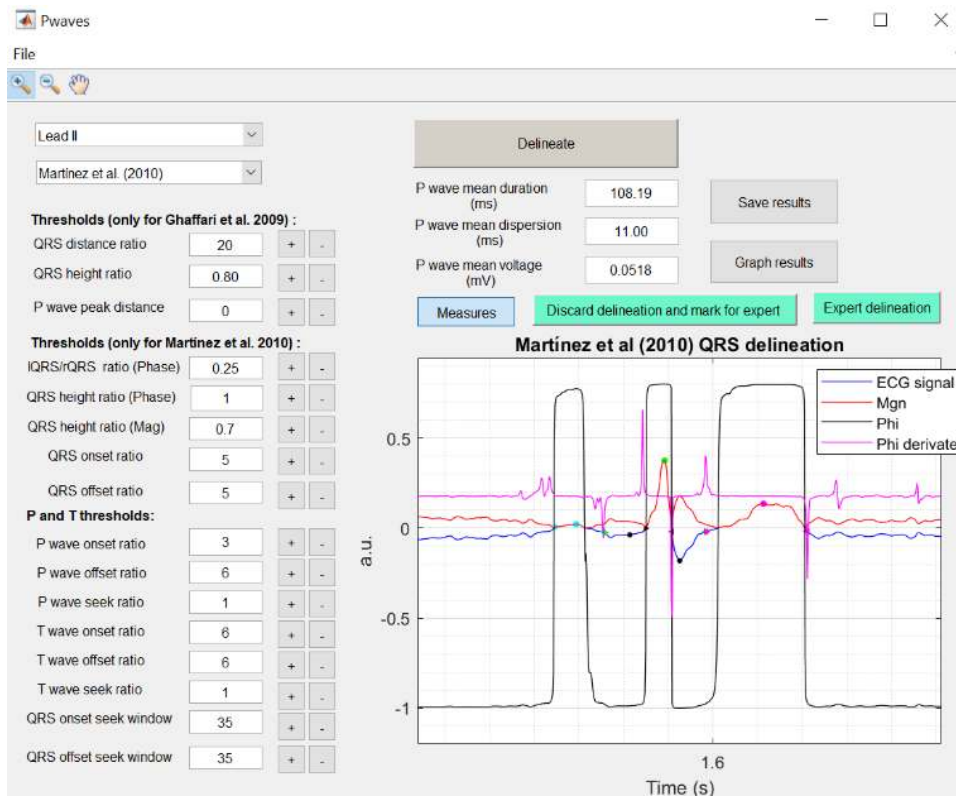 Pwaves
File
Lead II
Martínez et al. (2010)
Thresholds (only for Ghaffari et al. 2009) :
QRS distance ratio 20 + -
QRS height ratio 0.80 + -
P wave peak distance 0 + -
Thresholds (only for Martínez et al. 2010) :
lQRS/rQRS ratio (Phase) 0.25 + -
QRS height ratio (Phase) 1 + -
QRS height ratio (Mag) 0.7 + -
QRS onset ratio 5 + -
QRS offset ratio 5 + -
P and T thresholds:
P wave onset ratio 3 + -
P wave offset ratio 6 + -
P wave seek ratio 1 + -
T wave onset ratio 6 + -
T wave offset ratio 6 + -
T wave seek ratio 1 + -
QRS onset seek window 35 + -
QRS offset seek window 35 + -
Delineate
P wave mean duration
(ms)
108.19
P wave mean dispersion
(ms)
11.00
P wave mean voltage
(mV)
0.0518
Save results
Graph results
Measures
Discard delineation and mark for expert
Expert delineation
Martínez et al (2010) QRS delineation
ECG signal
Mgn
Phi
Phi derivate
0.5
0
-0.5
-1
a.u.
1.6
Time (s)